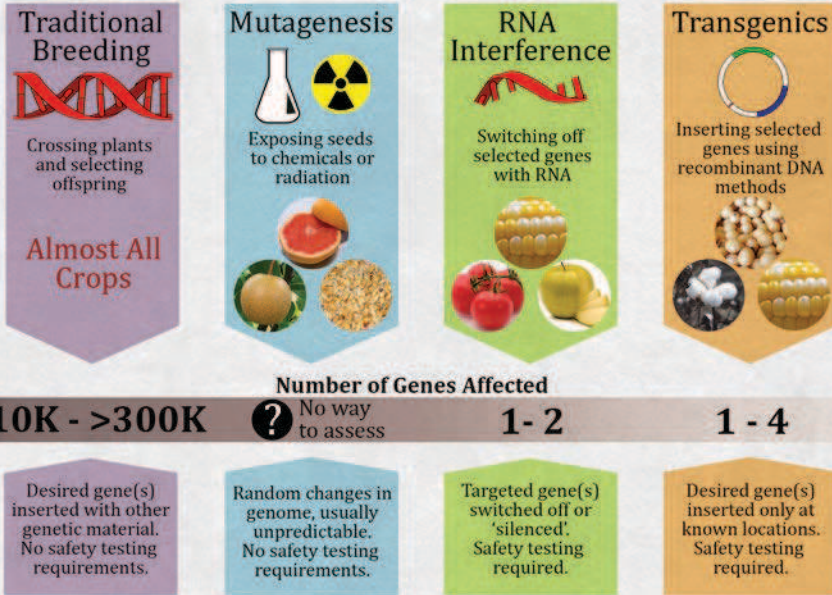 Traditional
Breeding
Crossing plants
and selecting
offspring
Almost All
Crops
Mutagenesis
Exposing seeds
to chemicals or
radiation
RNA
Interference
Switching off
selected genes
with RNA
Transgenics
Inserting selected
genes using
recombinant DNA
methods
Number of Genes Affected
10K - >300K
? No way
to assess
1- 2
1 - 4
Desired gene(s)
inserted with other
genetic material.
No safety testing
requirements.
Random changes in
genome, usually
unpredictable.
No safety testing
requirements.
Targeted gene(s)
switched off or
'silenced'.
Safety testing
required.
Desired gene(s)
inserted only at
known locations.
Safety testing
required.